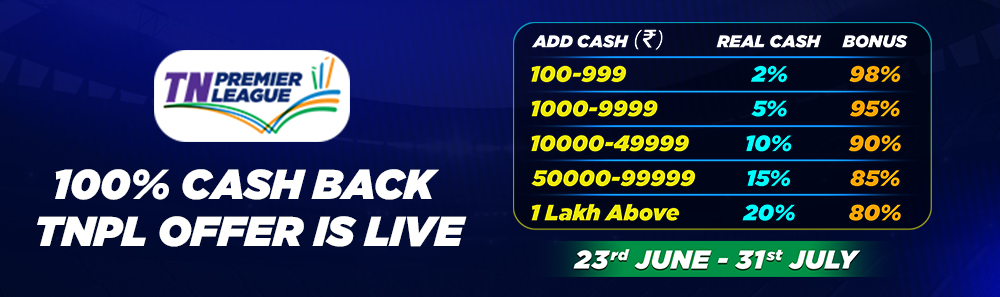 TN PREMIER
LEAGUE
100% CASH BACK
TNPL OFFER IS LIVE
ADD CASH (₹) REAL CASH BONUS
100-999 2% 98%
1000-9999 5% 95%
10000-49999 10% 90%
50000-99999 15% 85%
1 Lakh Above 20% 80%
23rd JUNE - 31st JULY